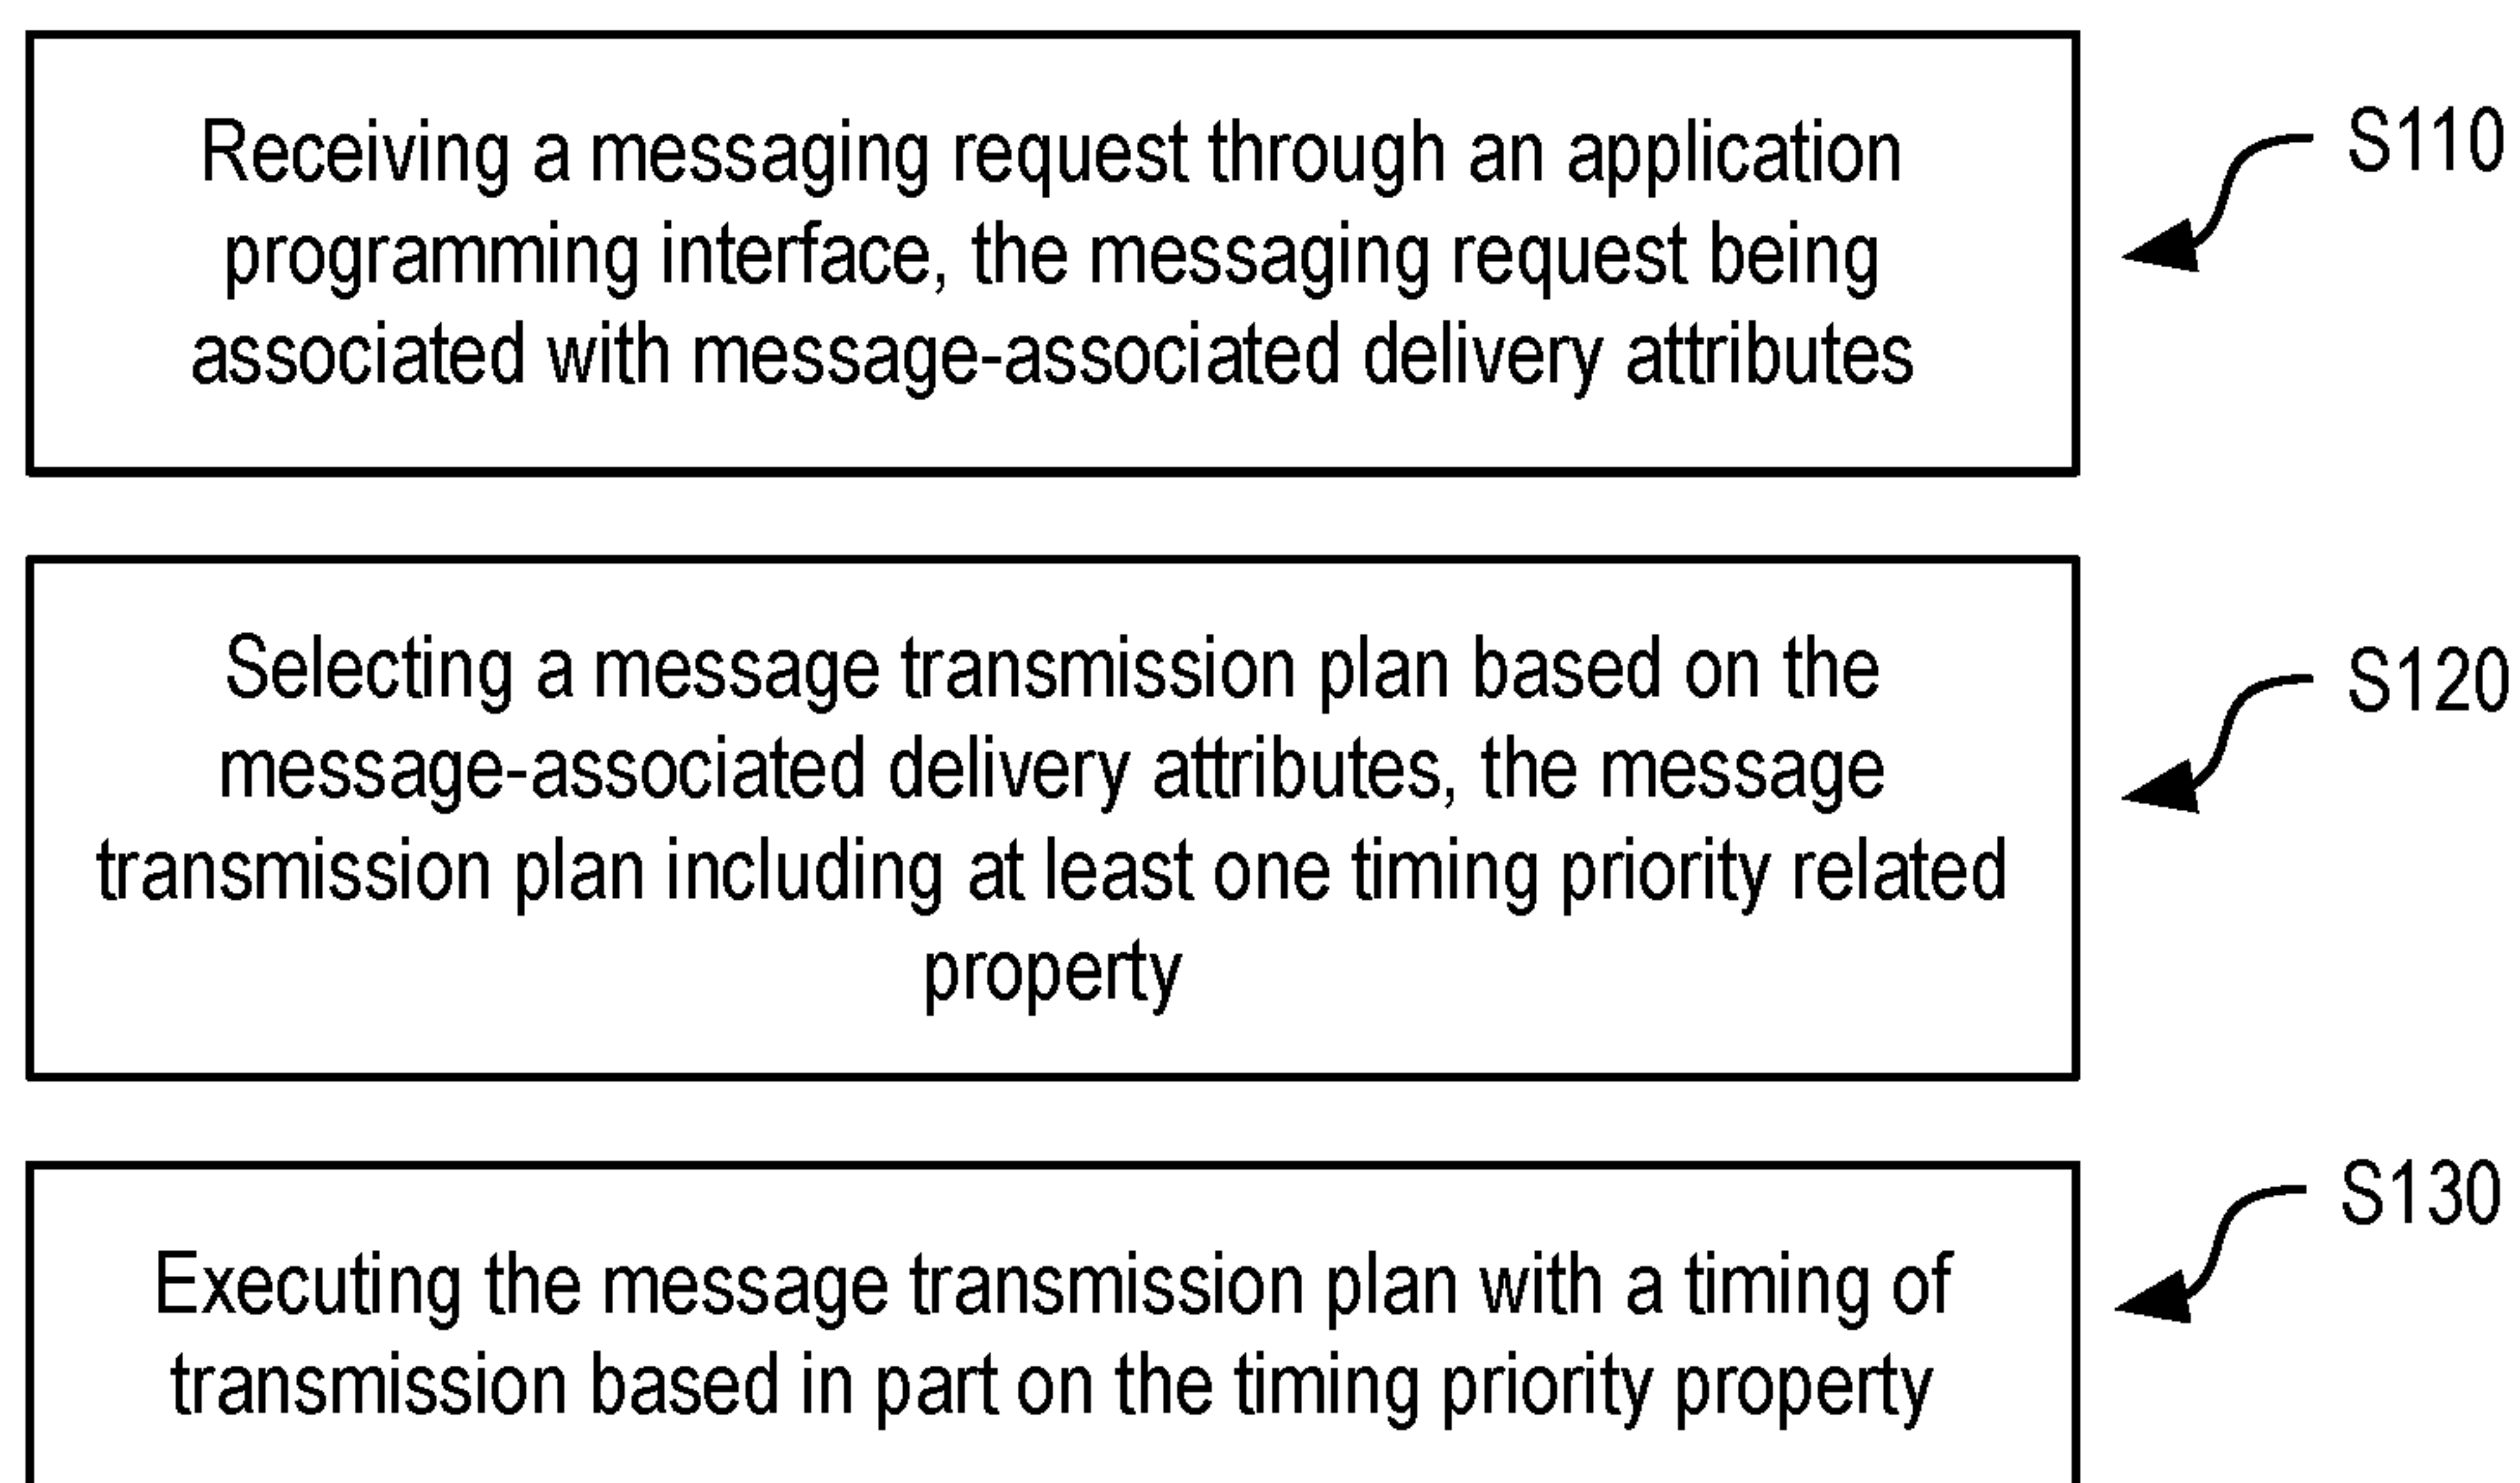 Receiving a messaging request through an application
programming interface, the messaging request being
associated with message-associated delivery attributes
S110
Selecting a message transmission plan based on the
message-associated delivery attributes, the message
transmission plan including at least one timing priority related
property
S120
Executing the message transmission plan with a timing of
transmission based in part on the timing priority property
S130